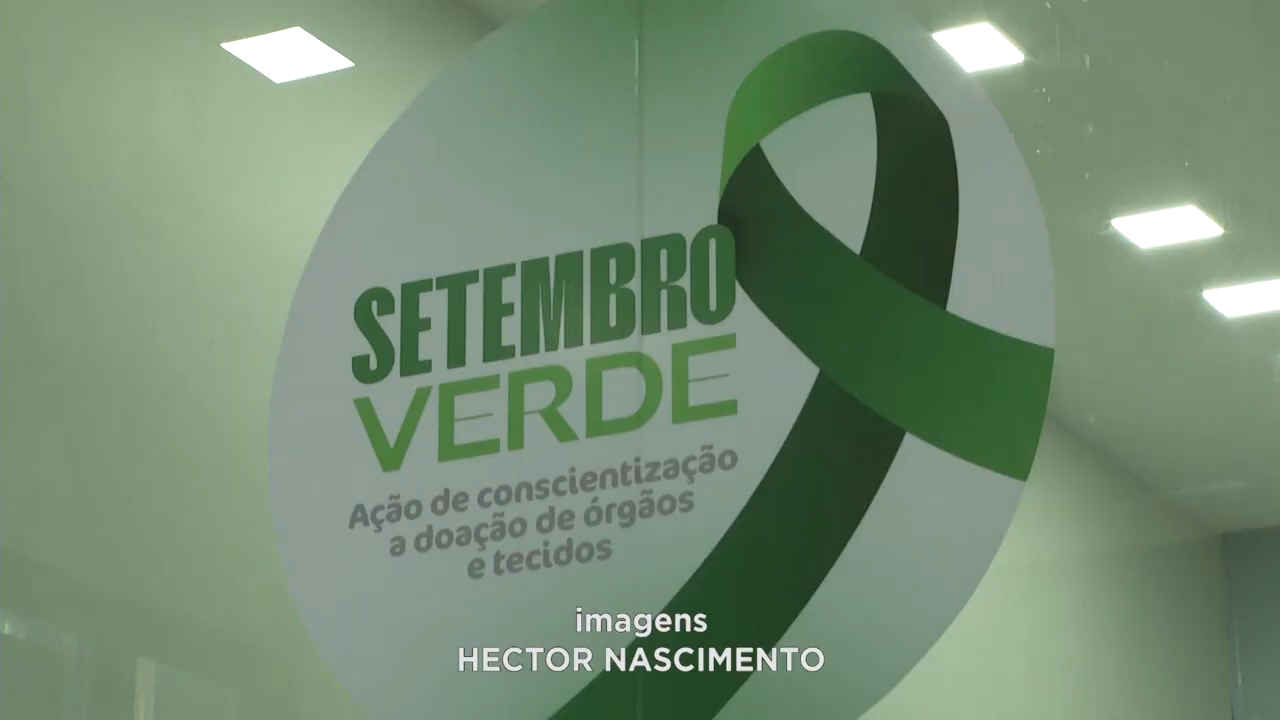 SETEMBRO
VERDE
Ação de conscientização
a doação de órgãos
e tecidos
imagens
HECTOR NASCIMENTO